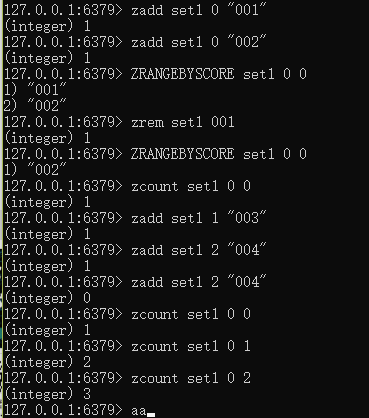 127.0.0.1:6379> zadd set1 0 "001"
(integer) 1
127.0.0.1:6379> zadd set1 0 "002"
(integer) 1
127.0.0.1:6379> ZRANGEBYSCORE set1 0 0
1) "001"
2) "002"
127.0.0.1:6379> zrem set1 001
(integer) 1
127.0.0.1:6379> ZRANGEBYSCORE set1 0 0
1) "002"
127.0.0.1:6379> zcount set1 0 0
(integer) 1
127.0.0.1:6379> zadd set1 1 "003"
(integer) 1
127.0.0.1:6379> zadd set1 2 "004"
(integer) 1
127.0.0.1:6379> zadd set1 2 "004"
(integer) 0
127.0.0.1:6379> zcount set1 0 0
(integer) 1
127.0.0.1:6379> zcount set1 0 1
(integer) 2
127.0.0.1:6379> zcount set1 0 2
(integer) 3
127.0.0.1:6379> aa